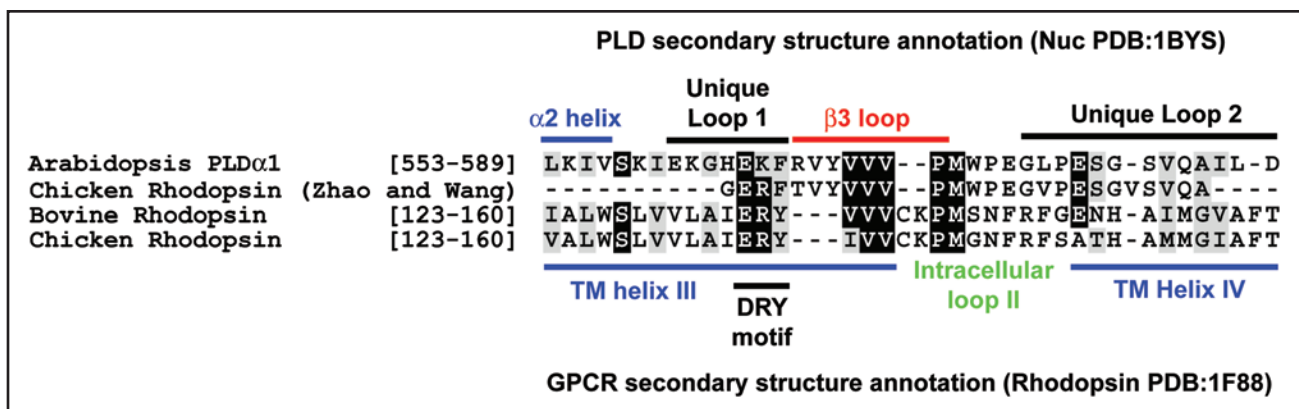 PLD secondary structure annotation (Nuc PDB:1BYS)
Unique
α2 helix Loop 1 β3 loop Unique Loop 2
Arabidopsis PLDα1 [553-589] LKIVSKIEKGHEKFRVYVVV--PMWPEGLPESG-SVQAIL-D
Chicken Rhodopsin (Zhao and Wang) ----------GERFTVYVVV--PMWPEGVPESGVSVQA----
Bovine Rhodopsin [123-160] IALWSLVVLAIERY---VVVCKPMSNFRFGENH-AIMGVAFT
Chicken Rhodopsin [123-160] VALWSLVVLAIERY---IVVCKPMGNFRFSATH-AMMGIAFT
TM helix III Intracellular TM Helix IV
loop II
DRY
motif
GPCR secondary structure annotation (Rhodopsin PDB:1F88)